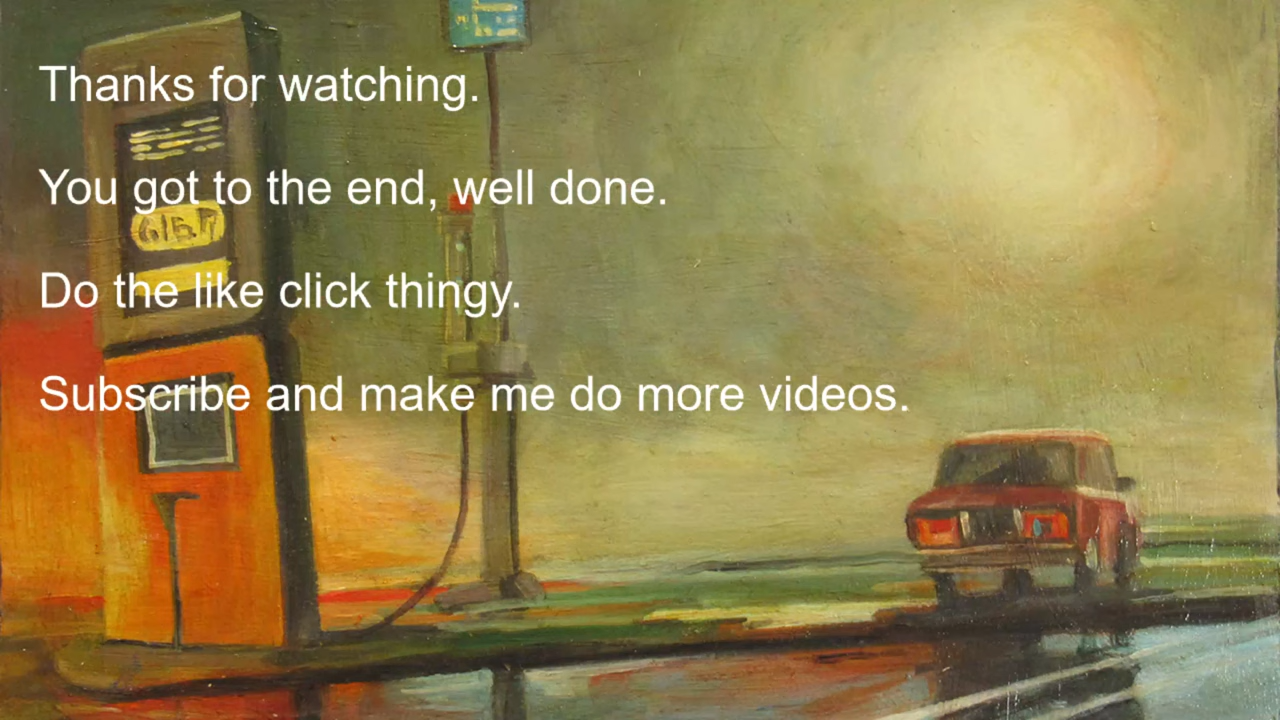 Thanks for watching.
You got to the end, well done.
Do the like click thingy.
Subscribe and make me do more videos.